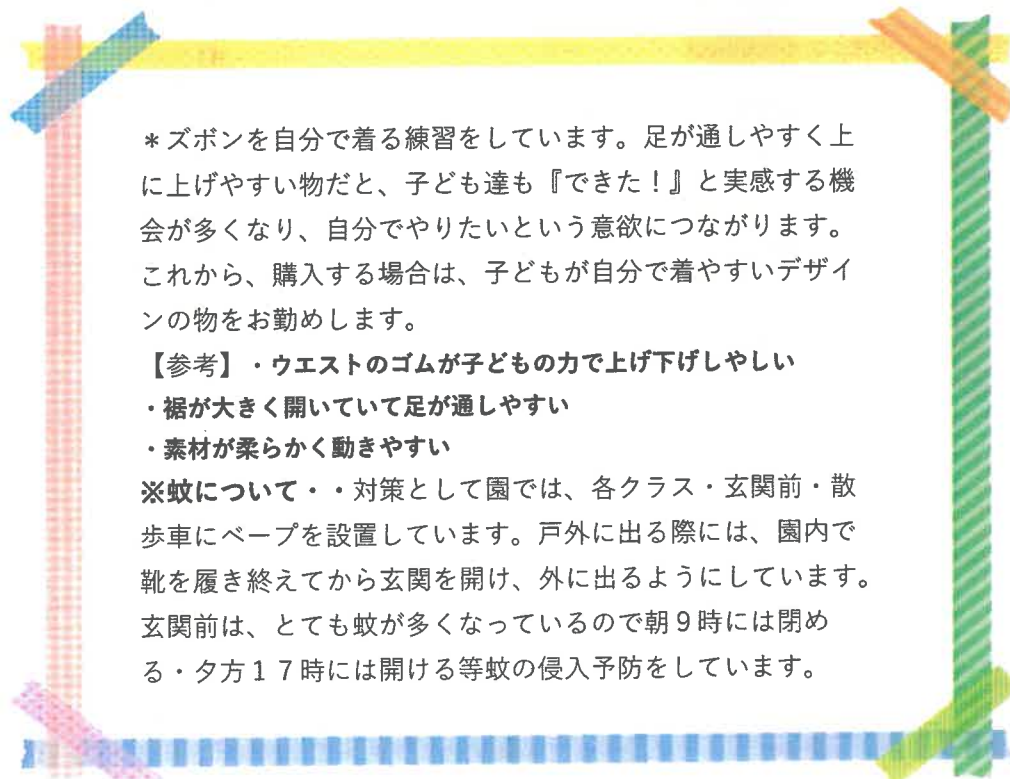 ＊ズボンを自分で着る練習をしています。足が通しやすく上
に上げやすい物だと、子ども達も『できた！』と実感する機
会が多くなり、自分でやりたいという意欲につながります。
これから、購入する場合は、子どもが自分で着やすいデザイ
ンの物をお勧めします。
【参考】・ウエストのゴムが子どもの力で上げ下げしやしい
・裾が大きく開いていて足が通しやすい
・素材が柔らかく動きやすい
※蚊について・・対策として園では、各クラス・玄関前・散
歩車にベープを設置しています。戸外に出る際には、園内で
靴を履き終えてから玄関を開け、外に出るようにしています。
玄関前は、とても蚊が多くなっているので朝９時には閉め
る・夕方１７時には開ける等蚊の侵入予防をしています。